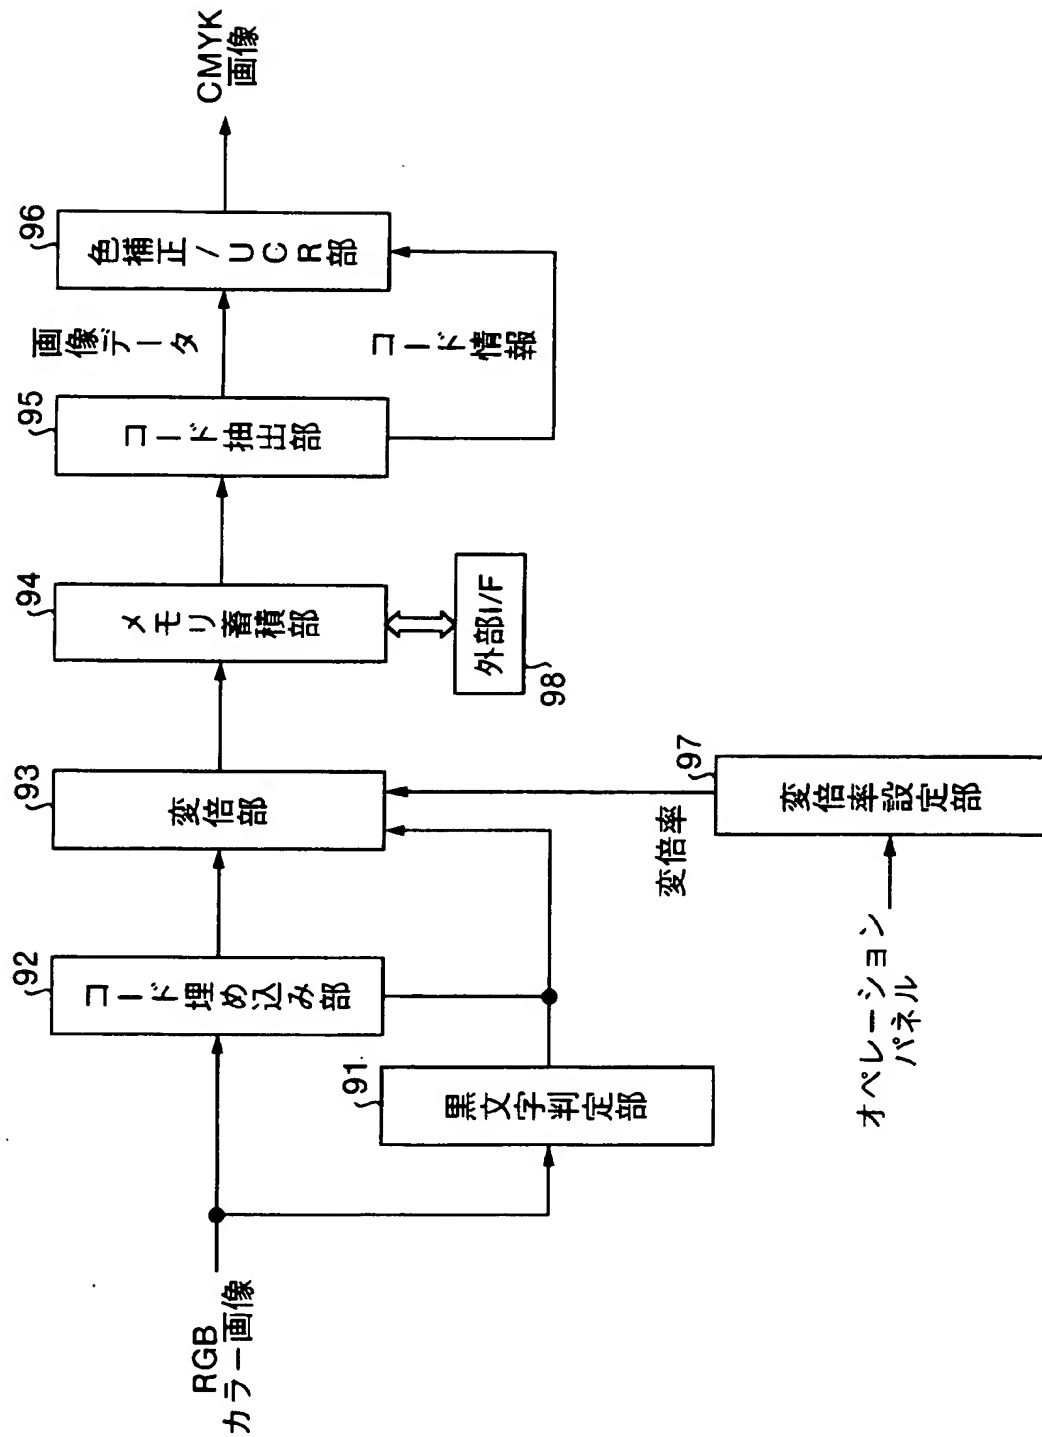 RGB
カラー画像
91
黒文字判定部
92
コード埋め込み部
93
変倍部
変倍率
97
変倍率設定部
オペレーション
パネル
94
メモリ蓄積部
外部I/F
98
95
コード抽出部
画像データ
コード情報
96
色補正/UCR部
CMYK
画像